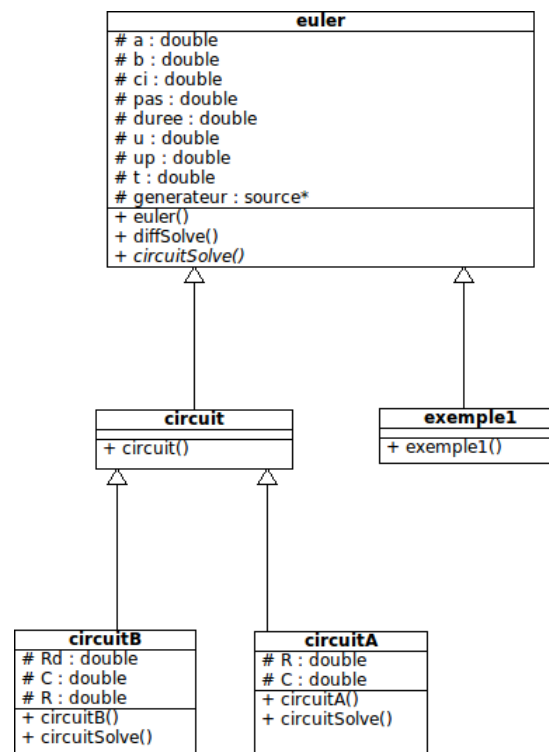 euler
# a : double
# b : double
# ci : double
# pas : double
# duree : double
# u : double
# up : double
# t : double
# generateur : source*
+ euler()
+ diffSolve()
+ circuitSolve()
circuit
+ circuit()
exemple1
+ exemple1()
circuitB
# Rd : double
# C : double
# R : double
+ circuitB()
+ circuitSolve()
circuitA
# R : double
# C : double
+ circuitA()
+ circuitSolve()